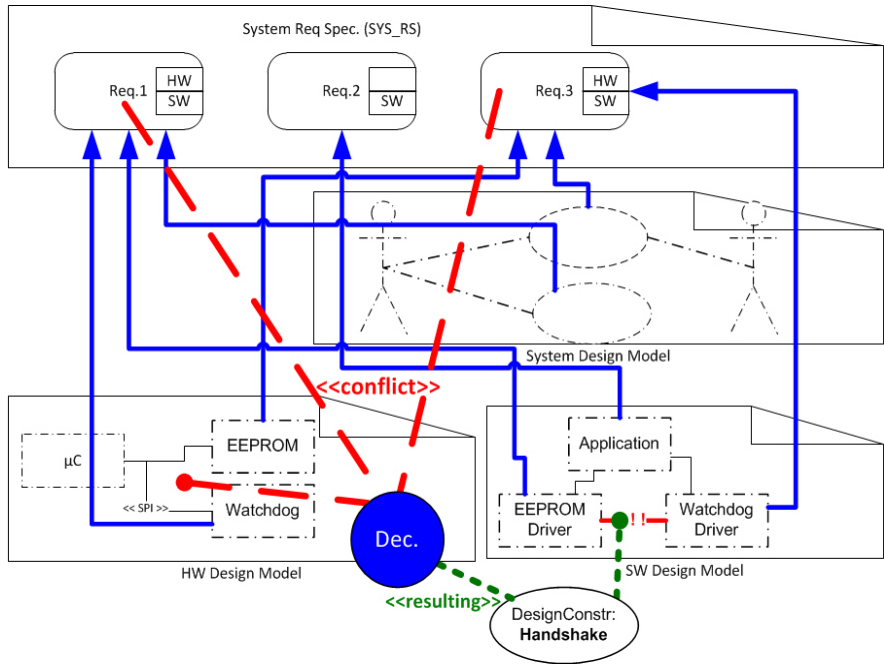 System Req Spec. (SYS_RS)
Req.1
HW
SW
Req.2
SW
Req.3
HW
SW
System Design Model
<<conflict>>
µC
EEPROM
<< SPI >>
Watchdog
Dec.
HW Design Model
Application
EEPROM
Driver
! !
Watchdog
Driver
SW Design Model
<<resulting>>
DesignConstr:
Handshake